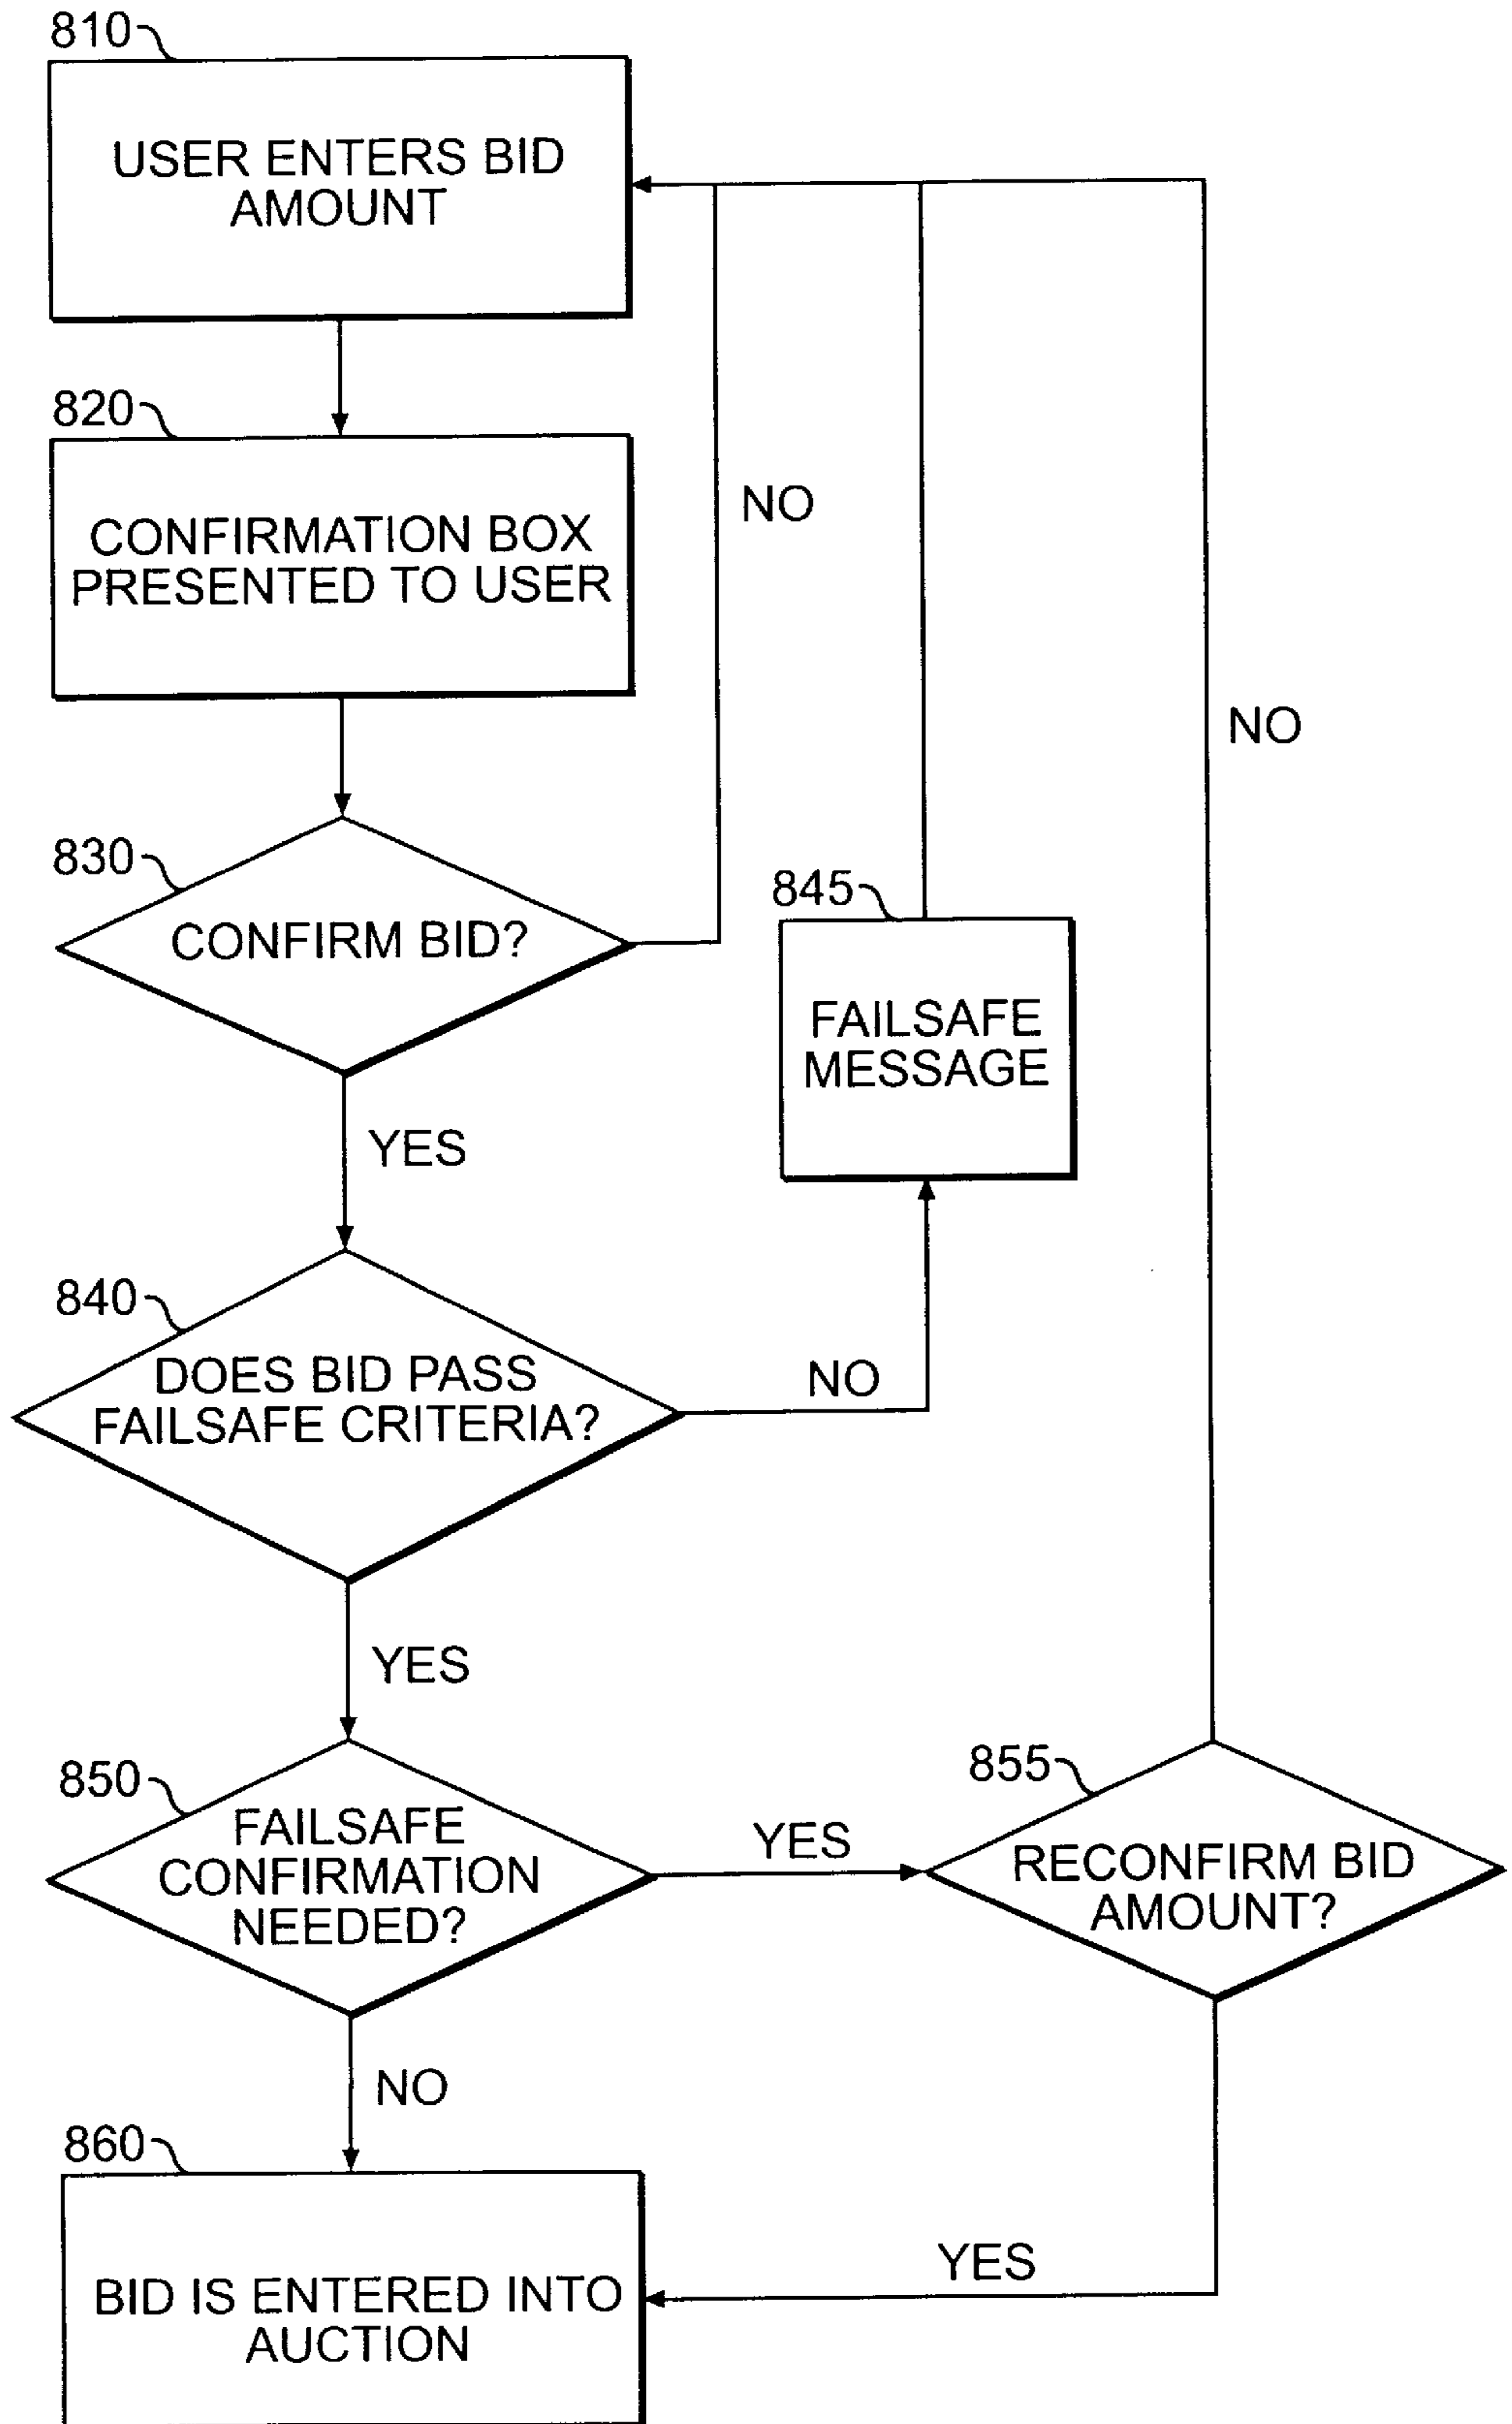 810
USER ENTERS BID
AMOUNT
820
CONFIRMATION BOX
PRESENTED TO USER
NO
NO
830
CONFIRM BID?
845
FAILSAFE
MESSAGE
YES
840
DOES BID PASS
FAILSAFE CRITERIA?
NO
YES
850
FAILSAFE
CONFIRMATION
NEEDED?
YES
855
RECONFIRM BID
AMOUNT?
NO
860
BID IS ENTERED INTO
AUCTION
YES